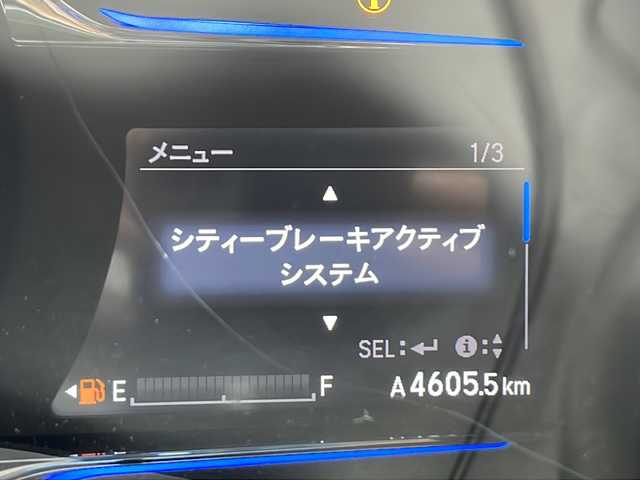 メニュー 1/3
シティーブレーキアクティブ
システム
SEL: i:
E F A 4605.5 km